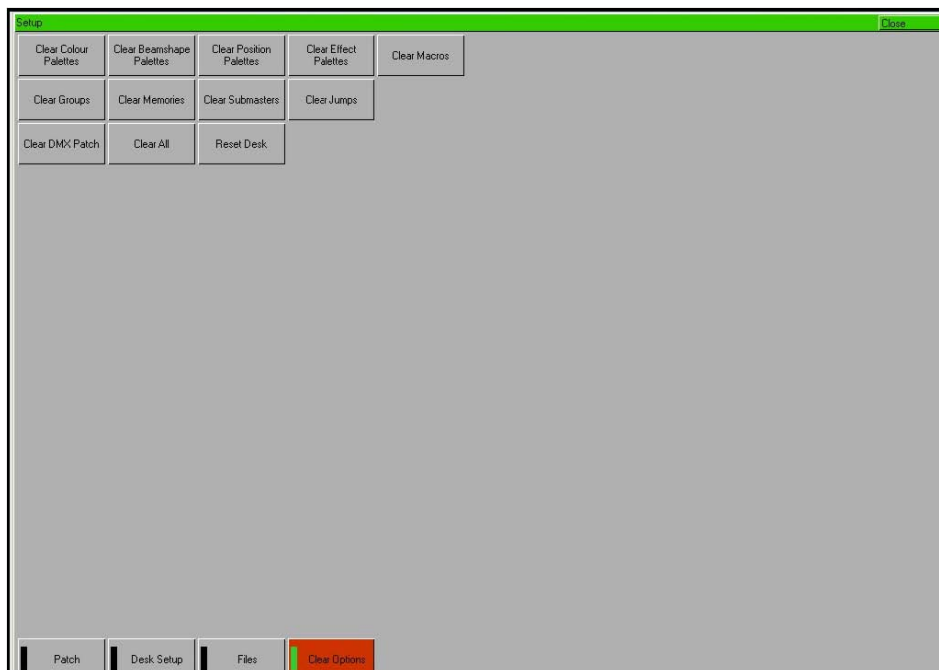 Setup Close
Clear Colour Palettes Clear Beamshape Palettes Clear Position Palettes Clear Effect Palettes Clear Macros
Clear Groups Clear Memories Clear Submasters Clear Jumps
Clear DMX Patch Clear All Reset Desk
Patch Desk Setup Files Clear Options